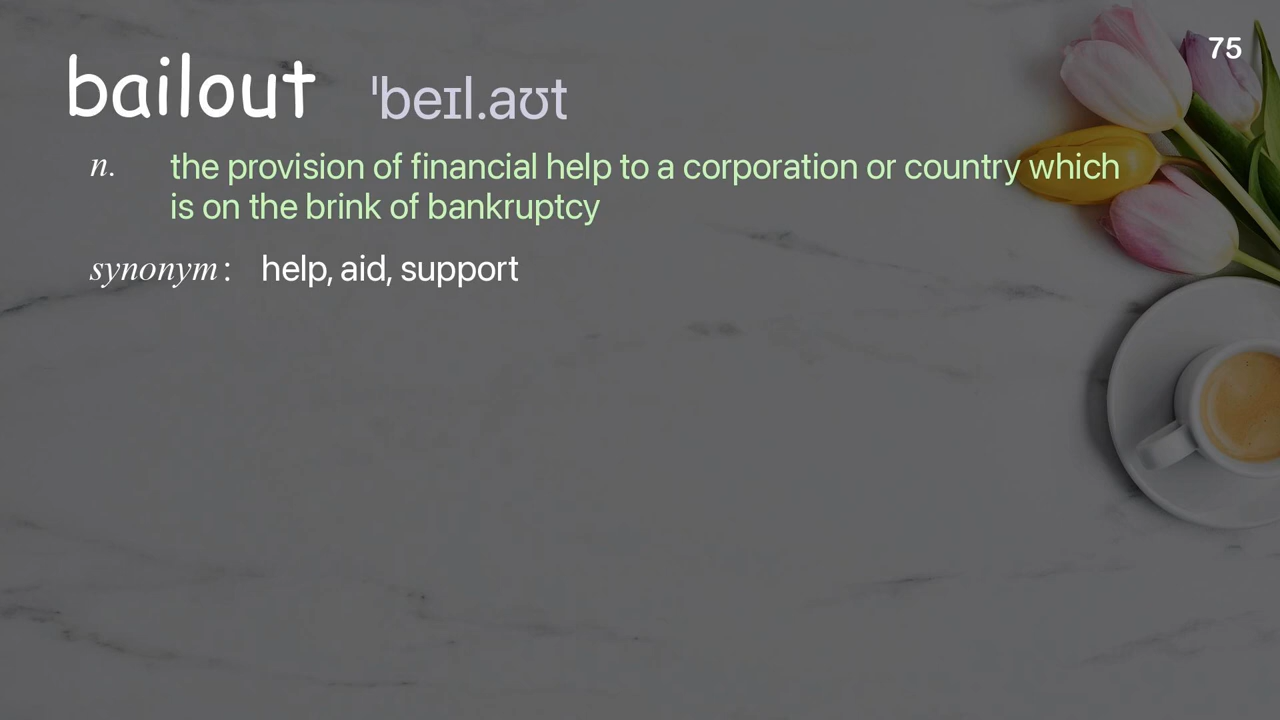 75
bailout ˈbeɪl.aʊt
n. the provision of financial help to a corporation or country which
is on the brink of bankruptcy
synonym: help, aid, support